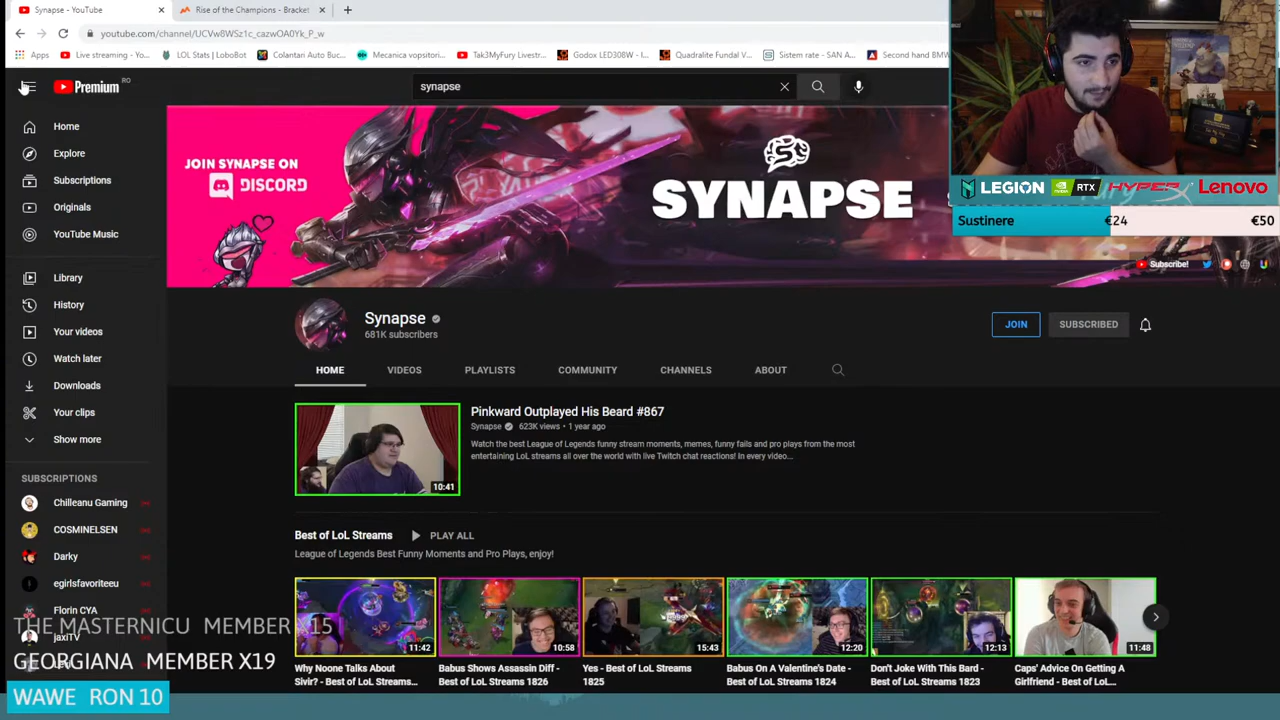 Synapse - YouTube
Rise of the Champions - Bracket
youtube.com/channel/UCVw8WSz1c_cazwOA0Yk_P_w
Apps
Live streaming - Yo...
LOL Stats | LoboBot
Colantari Auto Buc...
Mecanica vopsitori...
Tak3MyFury Livestr...
Godox LED308W - I...
Quadralite Fundal V...
Sistem rate - SAN A...
Second hand BMW
Premium RO
synapse
Home
Explore
Subscriptions
Originals
YouTube Music
Library
History
Your videos
Watch later
Downloads
Your clips
Show more
SUBSCRIPTIONS
Chilleanu Gaming
COSMINELSEN
Darky
egirlsfavoriteeu
Florin CYA
jaxiTV
THE MASTERNICU MEMBER X15
GEORGIANA MEMBER X19
WAWE RON 10
JOIN SYNAPSE ON
DISCORD
SYNAPSE
Subscribe!
LEGION
NVIDIA RTX
HYPERX
Lenovo
Sustinere €24 €50
Synapse
681K subscribers
JOIN
SUBSCRIBED
HOME
VIDEOS
PLAYLISTS
COMMUNITY
CHANNELS
ABOUT
10:41
Pinkward Outplayed His Beard #867
Synapse 623K views • 1 year ago
Watch the best League of Legends funny stream moments, memes, funny fails and pro plays from the most
entertaining LoL streams all over the world with live Twitch chat reactions! In every video...
Best of LoL Streams
PLAY ALL
League of Legends Best Funny Moments and Pro Plays, enjoy!
11:42
10:58
15:43
12:20
12:13
11:48
Why Noone Talks About
Sivir? - Best of LoL Streams...
Babus Shows Assassin Diff -
Best of LoL Streams 1826
Yes - Best of LoL Streams
1825
Babus On A Valentine's Date -
Best of LoL Streams 1824
Don't Joke With This Bard -
Best of LoL Streams 1823
Caps' Advice On Getting A
Girlfriend - Best of LoL...